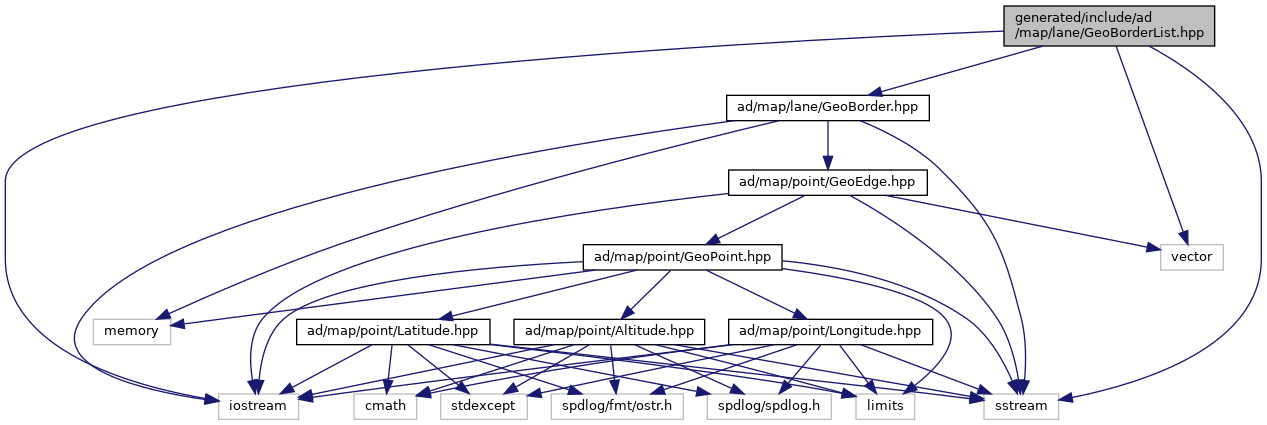 generated/include/ad
/map/lane/GeoBorderList.hpp
ad/map/lane/GeoBorder.hpp
ad/map/point/GeoEdge.hpp
ad/map/point/GeoPoint.hpp
vector
memory
ad/map/point/Latitude.hpp
ad/map/point/Altitude.hpp
ad/map/point/Longitude.hpp
iostream
cmath
stdexcept
spdlog/fmt/ostr.h
spdlog/spdlog.h
limits
sstream